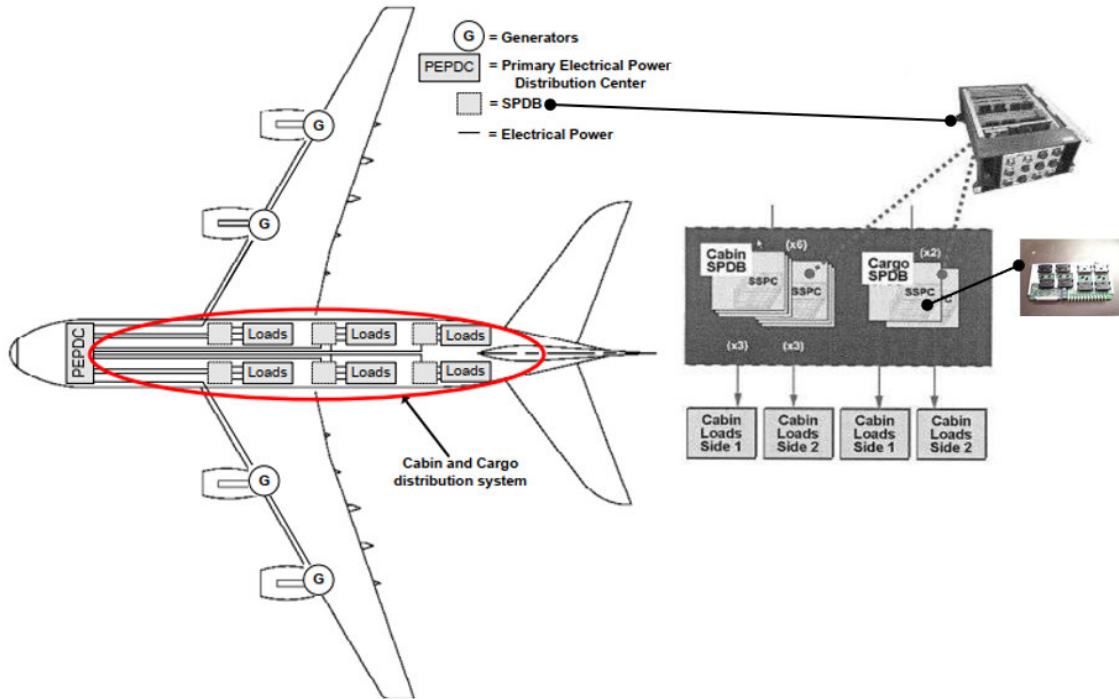 G
= Generators
PEPDC
= Primary Electrical Power
Distribution Center
= SPDB
= Electrical Power
G
G
PEPDC
Loads
Loads
Loads
Loads
Loads
Loads
Cabin and Cargo
distribution system
G
G
Cabin
SPDB
(x6)
SSPC
SSPC
Cargo
SPDB
(x2)
SSPC
C
(x3)
(x3)
Cabin
Loads
Side 1
Cabin
Loads
Side 2
Cabin
Loads
Side 1
Cabin
Loads
Side 2